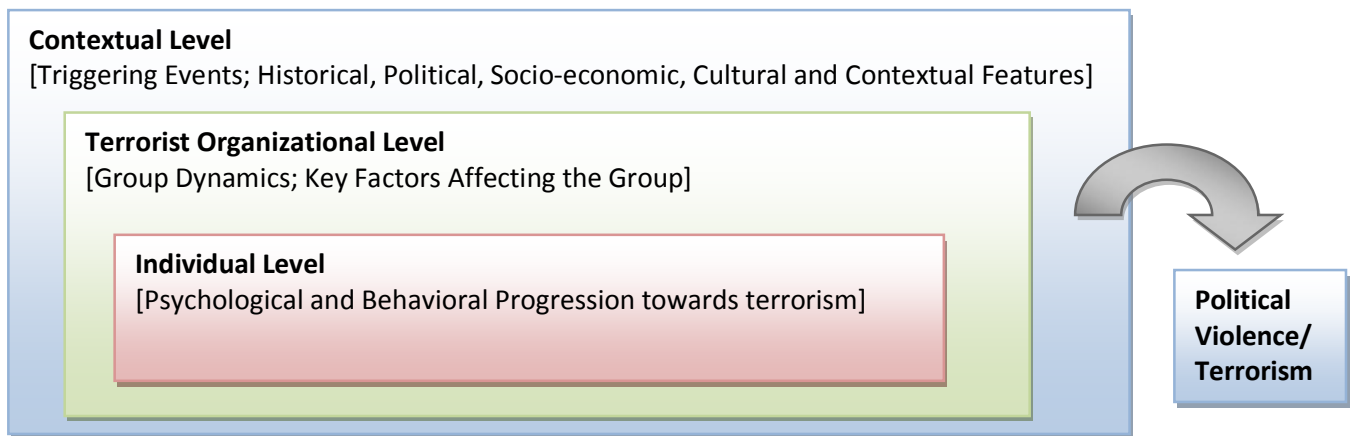 Contextual Level
[Triggering Events; Historical, Political, Socio-economic, Cultural and Contextual Features]
Terrorist Organizational Level
[Group Dynamics; Key Factors Affecting the Group]
Individual Level
[Psychological and Behavioral Progression towards terrorism]
Political
Violence/
Terrorism